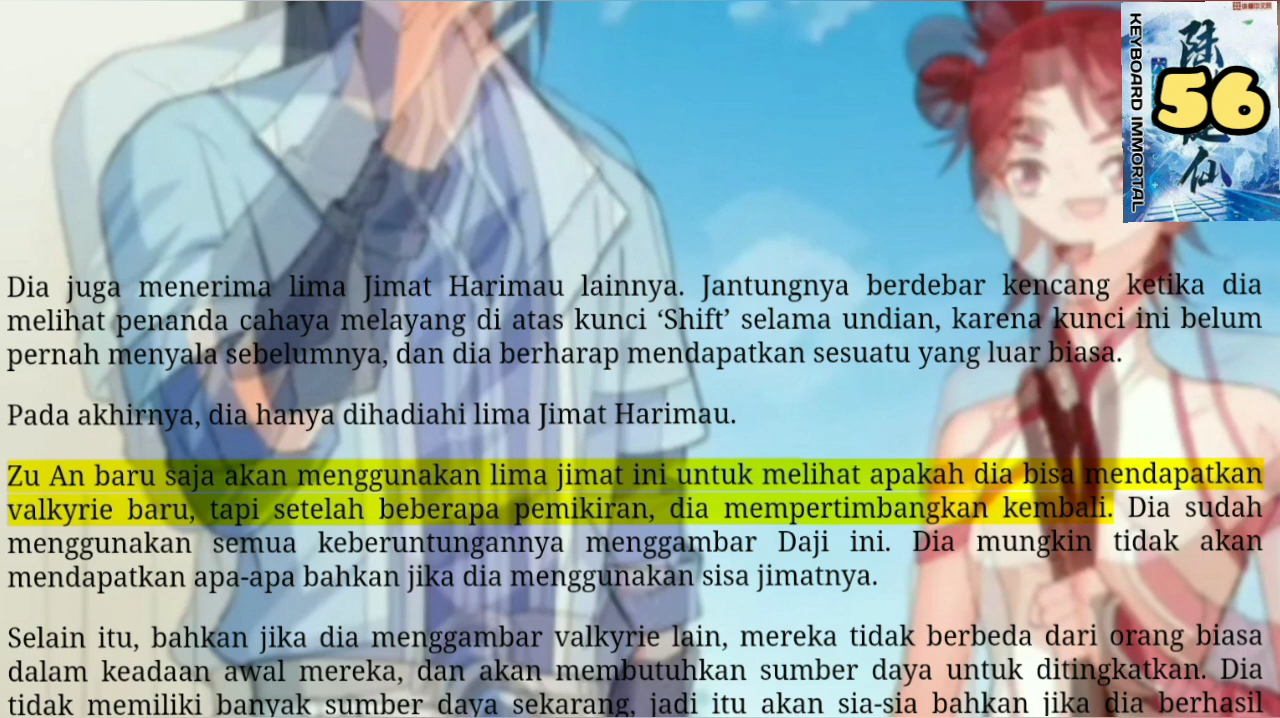 KEYBOARD IMMORTAL
56
仙
Dia juga menerima lima Jimat Harimau lainnya. Jantungnya berdebar kencang ketika dia
melihat penanda cahaya melayang di atas kunci ‘Shift’ selama undian, karena kunci ini belum
pernah menyala sebelumnya, dan dia berharap mendapatkan sesuatu yang luar biasa.
Pada akhirnya, dia hanya dihadiahi lima Jimat Harimau.
Zu An baru saja akan menggunakan lima jimat ini untuk melihat apakah dia bisa mendapatkan
valkyrie baru, tapi setelah beberapa pemikiran, dia mempertimbangkan kembali. Dia sudah
menggunakan semua keberuntungannya menggambar Daji ini. Dia mungkin tidak akan
mendapatkan apa-apa bahkan jika dia menggunakan sisa jimatnya.
Selain itu, bahkan jika dia menggambar valkyrie lain, mereka tidak berbeda dari orang biasa
dalam keadaan awal mereka, dan akan membutuhkan sumber daya untuk ditingkatkan. Dia
tidak memiliki banyak sumber daya sekarang, jadi itu akan sia-sia bahkan jika dia berhasil